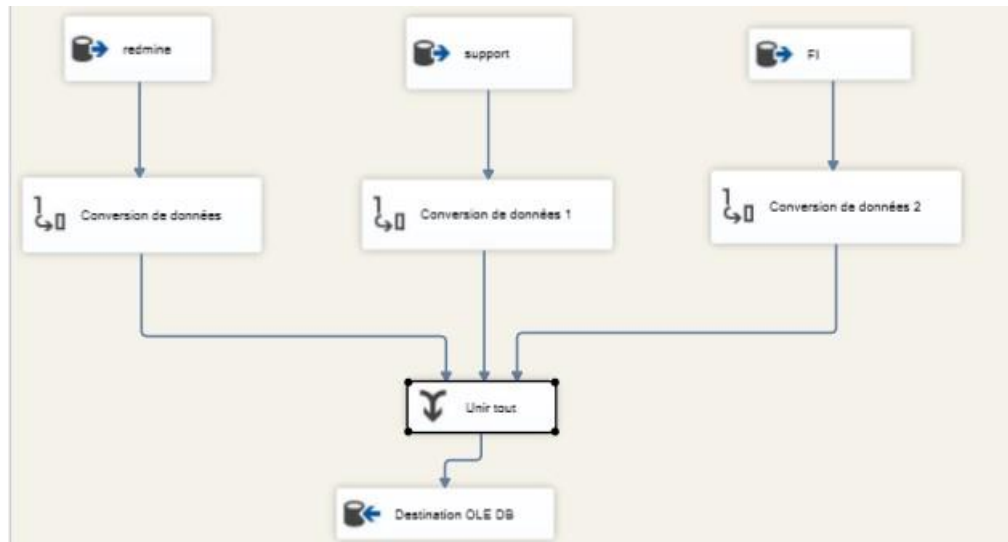 redmine
support
FI
Conversion de données
Conversion de données 1
Conversion de données 2
Unir tout
Destination OLE DB